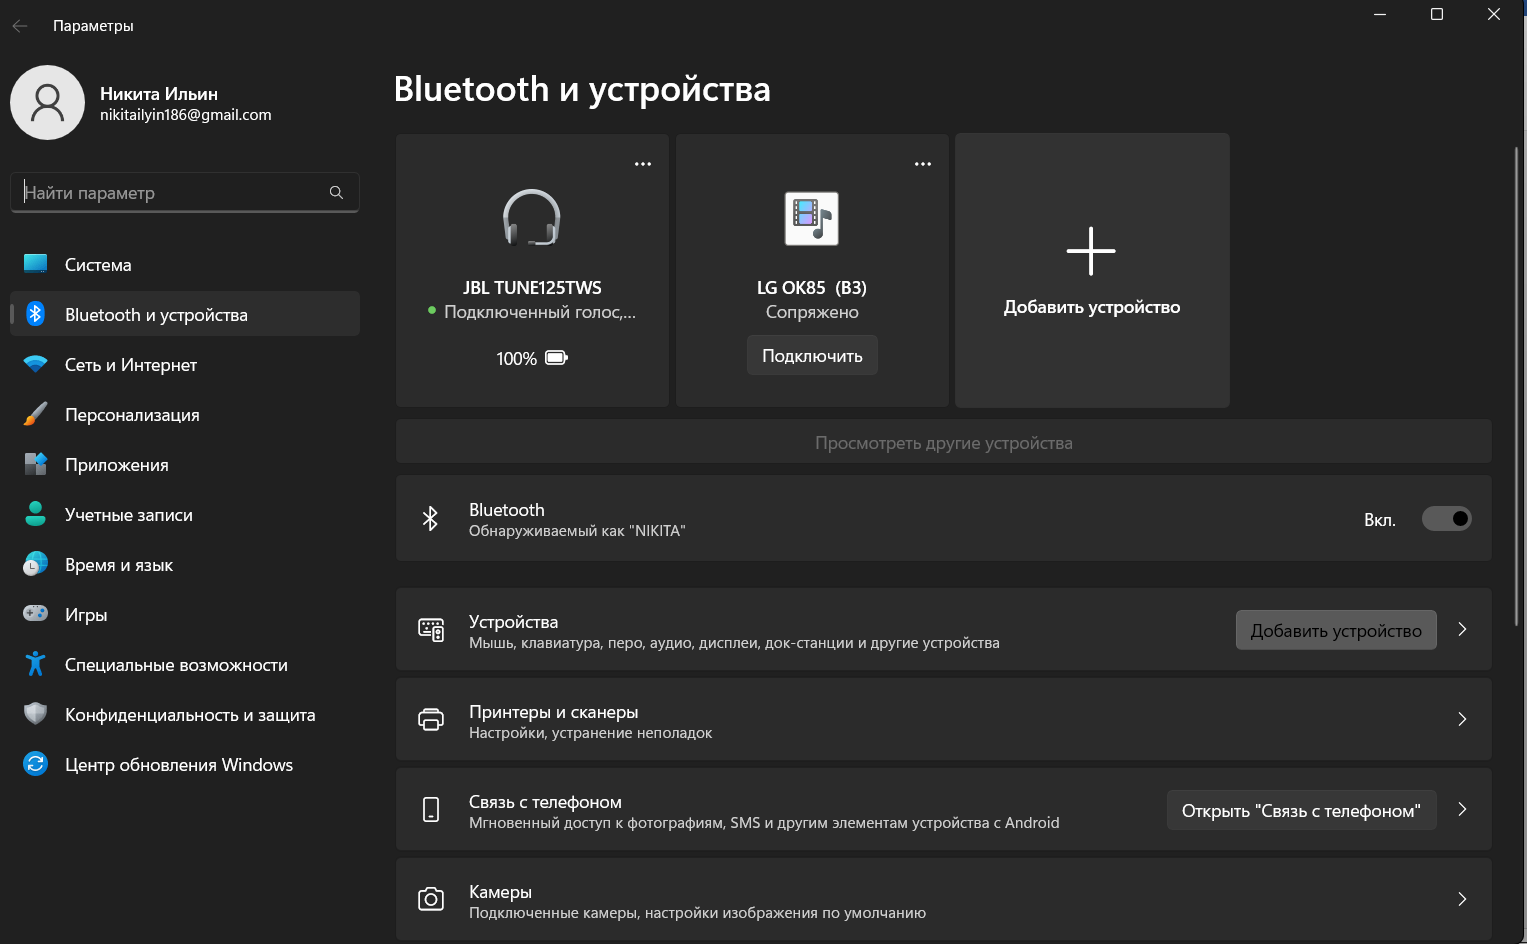 Параметры
Никита Ильин
nikitailyin186@gmail.com
Найти параметр
Система
Bluetooth и устройства
Сеть и Интернет
Персонализация
Приложения
Учетные записи
Время и язык
Игры
Специальные возможности
Конфиденциальность и защита
Центр обновления Windows
Bluetooth и устройства
JBL TUNE125TWS
Подключенный голос,...
100%
LG OK85 (B3)
Сопряжено
Подключить
Добавить устройство
Просмотреть другие устройства
Bluetooth
Обнаруживаемый как "NIKITA"
Вкл.
Устройства
Мышь, клавиатура, перо, аудио, дисплеи, док-станции и другие устройства
Добавить устройство
Принтеры и сканеры
Настройки, устранение неполадок
Связь с телефоном
Мгновенный доступ к фотографиям, SMS и другим элементам устройства с Android
Открыть "Связь с телефоном"
Камеры
Подключенные камеры, настройки изображения по умолчанию